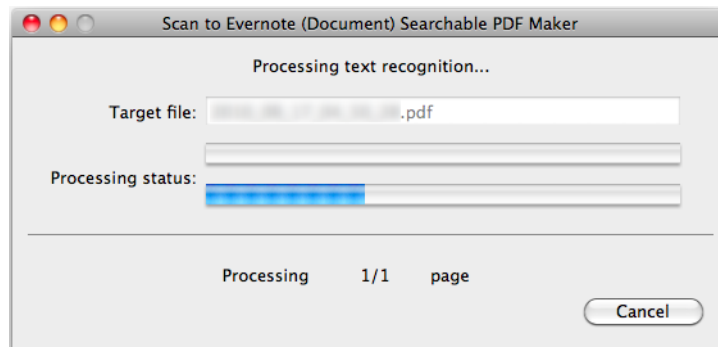 Scan to Evernote (Document) Searchable PDF Maker
Processing text recognition...
Target file: .pdf
Processing status:
Processing 1/1 page
Cancel